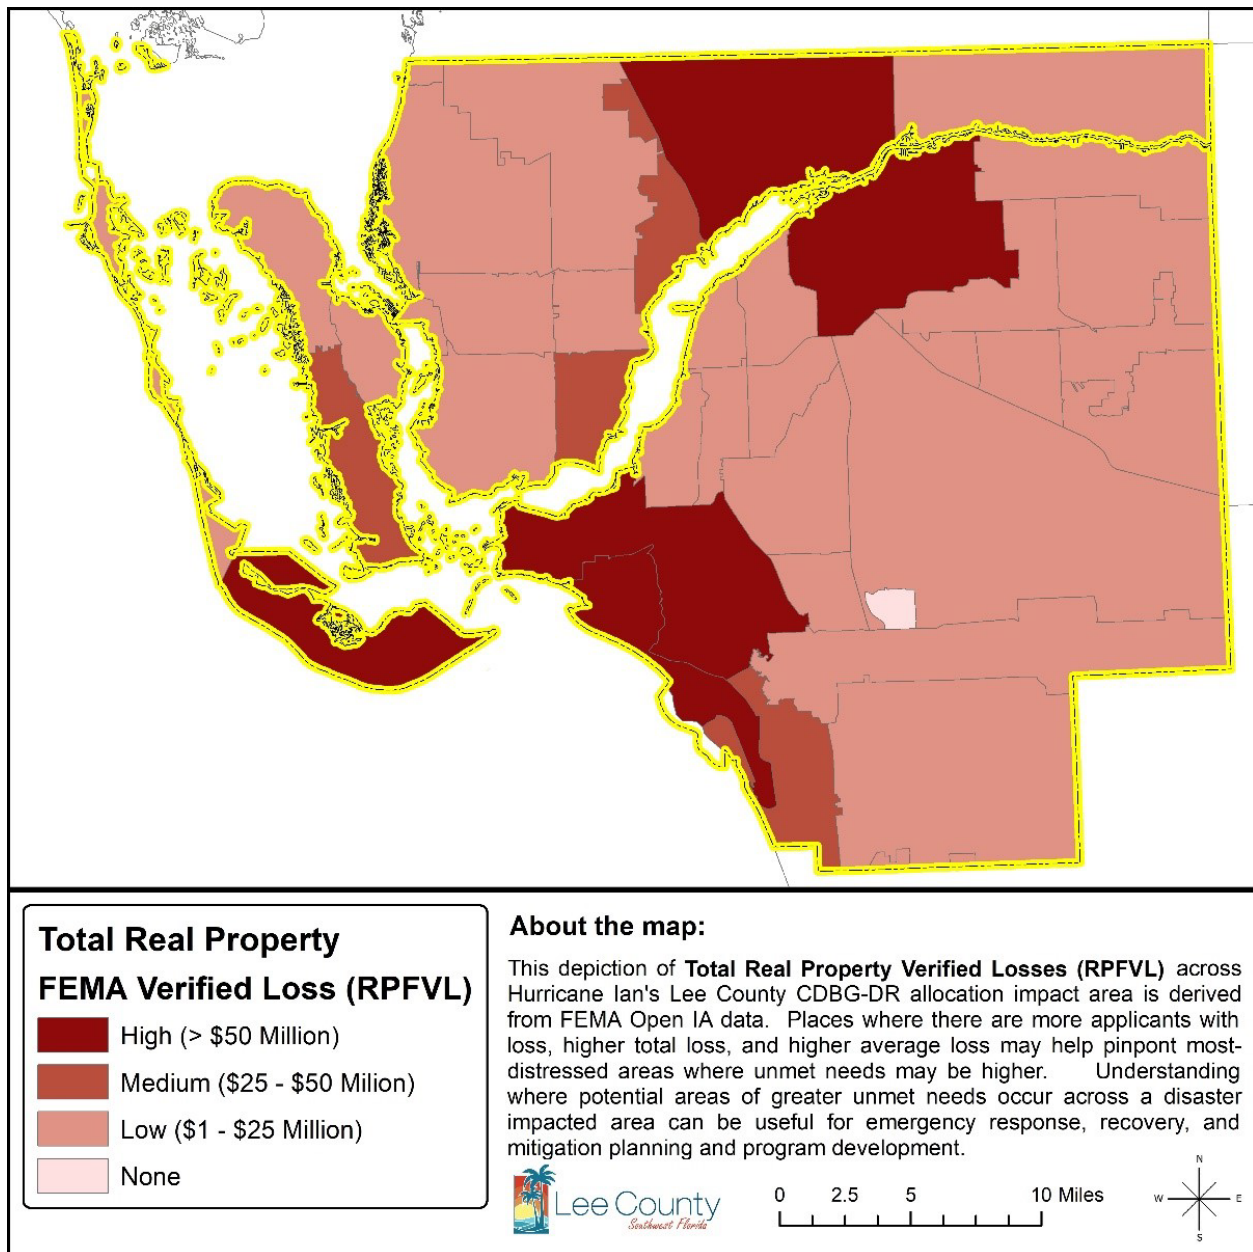 Total Real Property
FEMA Verified Loss (RPFVL)
High (> $50 Million)
Medium ($25 - $50 Milion)
Low ($1 - $25 Million)
None
About the map:
This depiction of Total Real Property Verified Losses (RPFVL) across
Hurricane Ian's Lee County CDBG-DR allocation impact area is derived
from FEMA Open IA data. Places where there are more applicants with
loss, higher total loss, and higher average loss may help pinpont most-
distressed areas where unmet needs may be higher. Understanding
where potential areas of greater unmet needs occur across a disaster
impacted area can be useful for emergency response, recovery, and
mitigation planning and program development.
Lee County
Southwest Florida
0 2.5 5 10 Miles
N
W E
S